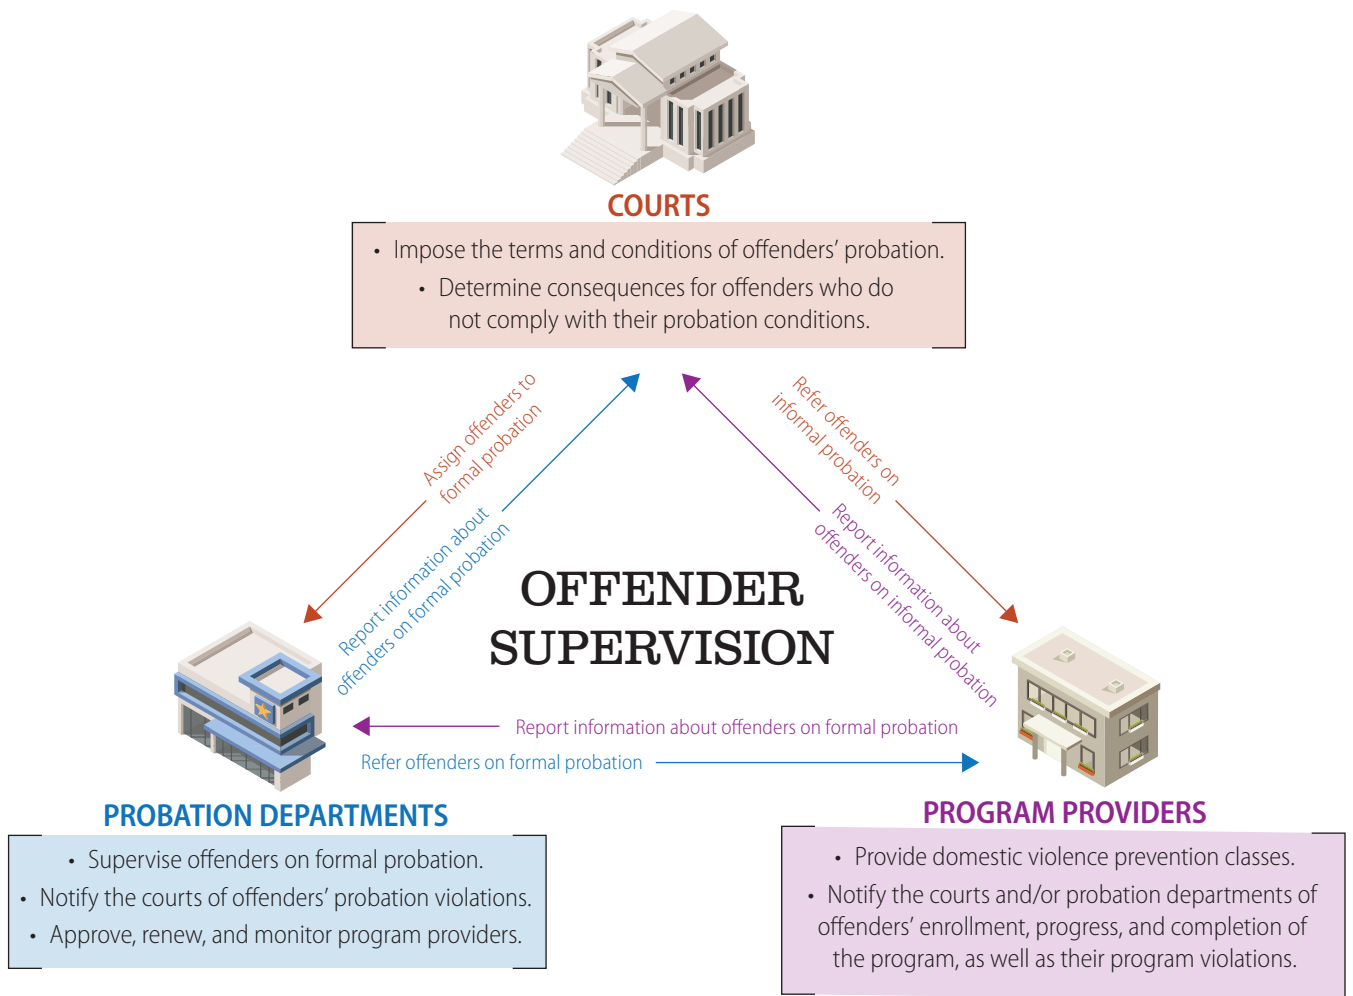 COURTS
• Impose the terms and conditions of offenders’ probation.
• Determine consequences for offenders who do
not comply with their probation conditions.
Assign offenders to
formal probation
Report information about
offenders on formal probation
Refer offenders on
informal probation
Report information about
offenders on informal probation
OFFENDER
SUPERVISION
Report information about offenders on formal probation
Refer offenders on formal probation
PROBATION DEPARTMENTS
• Supervise offenders on formal probation.
• Notify the courts of offenders’ probation violations.
• Approve, renew, and monitor program providers.
PROGRAM PROVIDERS
• Provide domestic violence prevention classes.
• Notify the courts and/or probation departments of
offenders’ enrollment, progress, and completion of
the program, as well as their program violations.